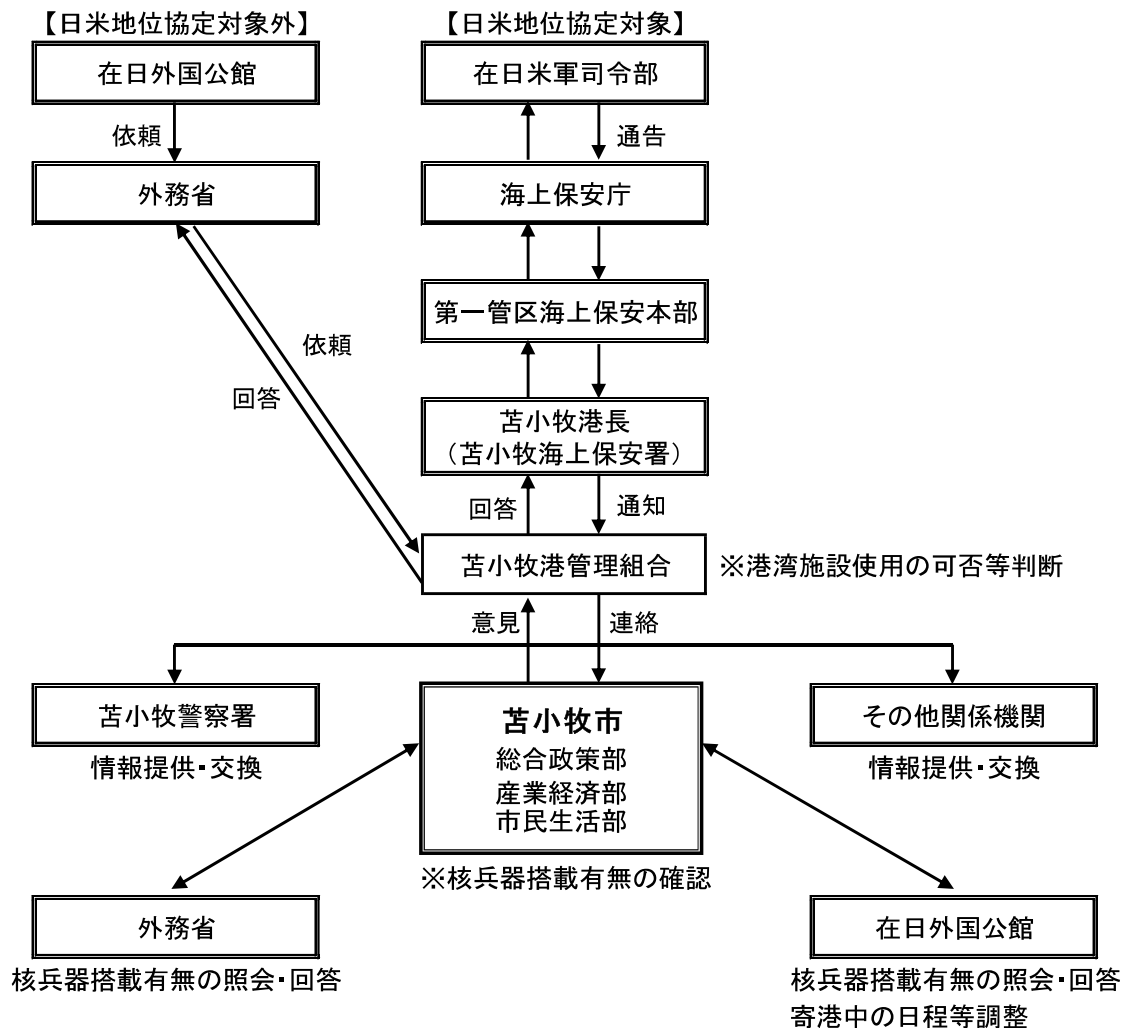 【日米地位協定対象外】
【日米地位協定対象】
在日外国公館
在日米軍司令部
依頼
通告
外務省
海上保安庁
第一管区海上保安本部
依頼
回答
苫小牧港長
(苫小牧海上保安署)
回答
通知
苫小牧港管理組合
※港湾施設使用の可否等判断
意見
連絡
苫小牧警察署
情報提供・交換
苫小牧市
総合政策部
産業経済部
市民生活部
※核兵器搭載有無の確認
その他関係機関
情報提供・交換
外務省
核兵器搭載有無の照会・回答
在日外国公館
核兵器搭載有無の照会・回答
寄港中の日程等調整